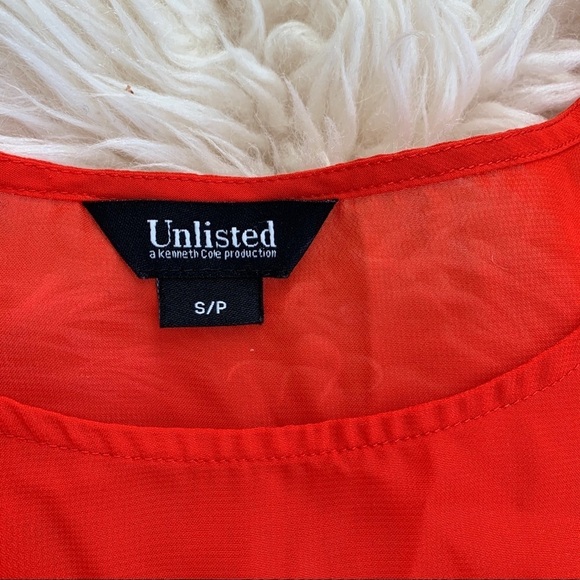 Unlisted
a kenneth Cole production
S/P